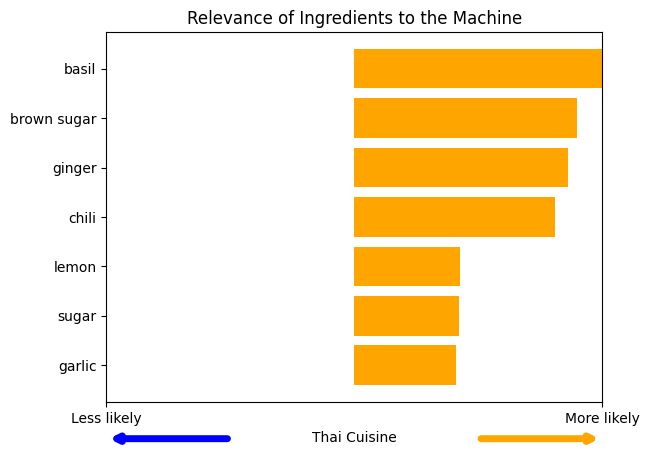 Relevance of Ingredients to the Machine
basil
brown sugar
ginger
chili
lemon
sugar
garlic
Less likely
More likely
Thai Cuisine